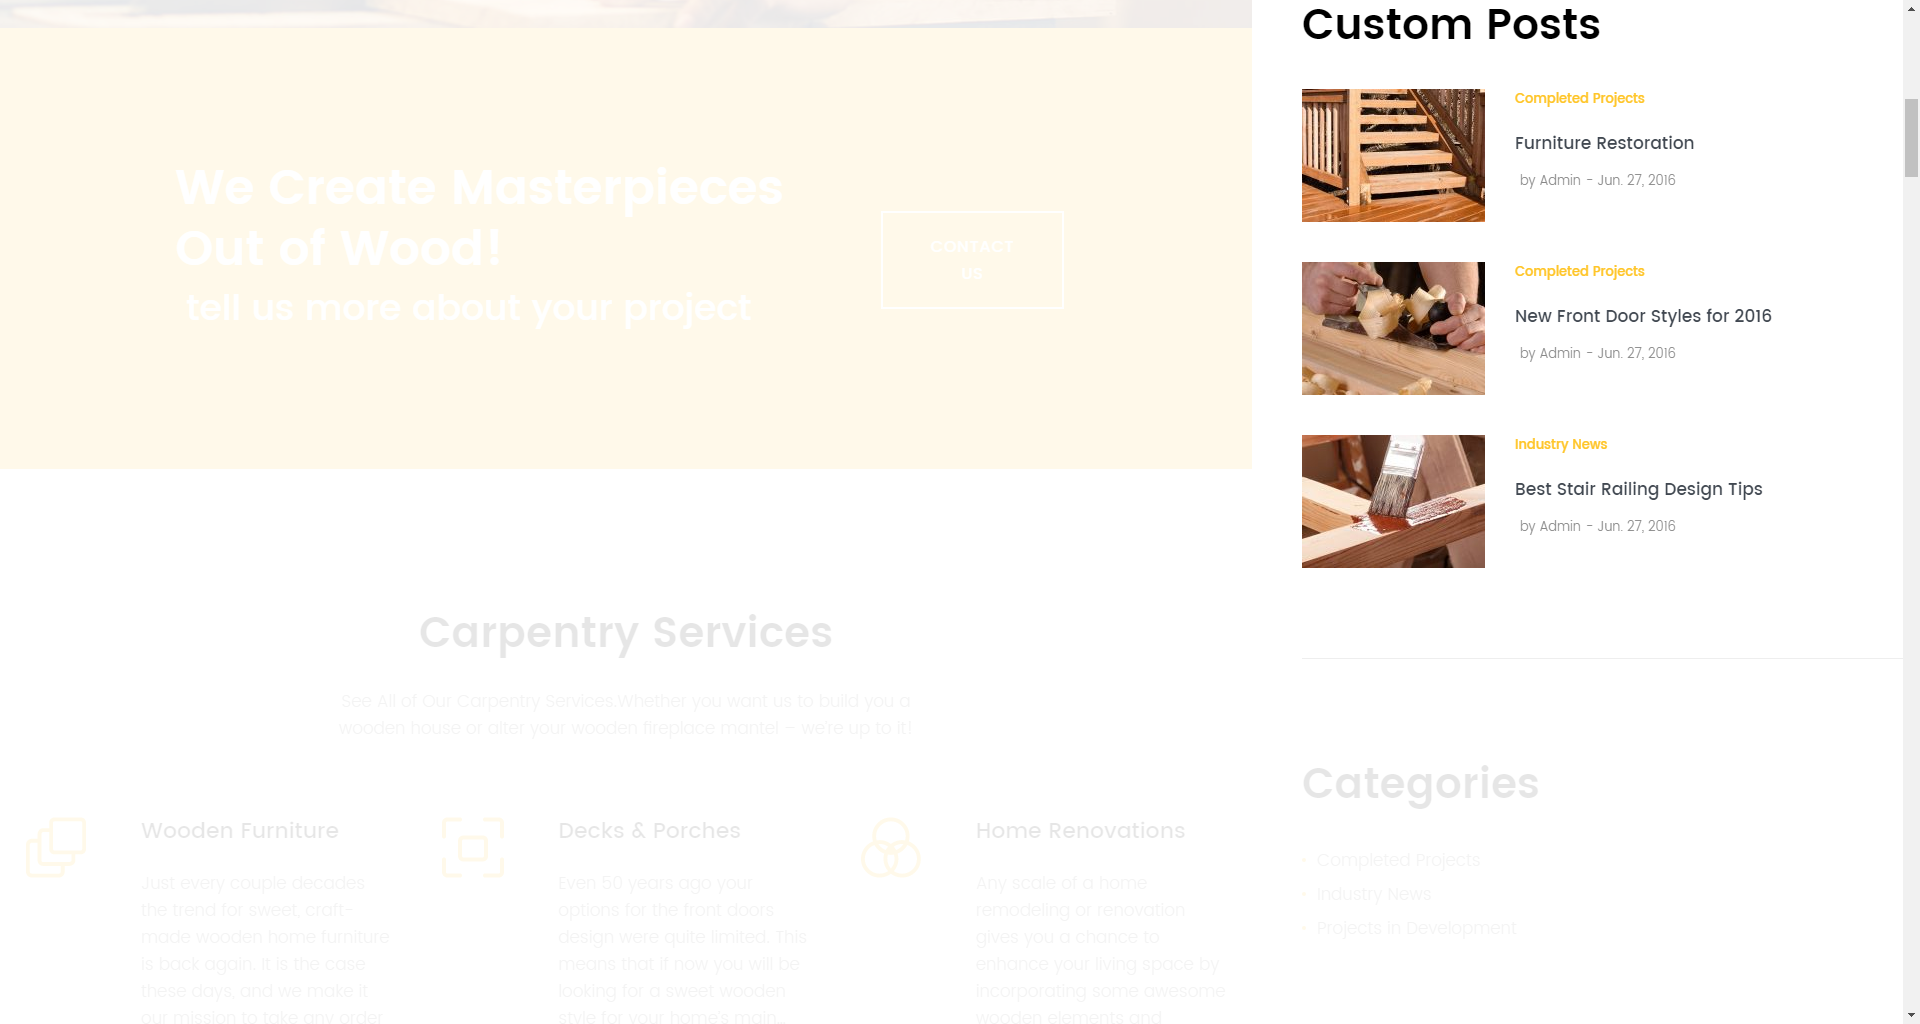 We Create Masterpieces
Out of Wood!
tell us more about your project
CONTACT
US
Carpentry Services
See All of Our Carpentry Services.Whether you want us to build you a
wooden house or alter your wooden fireplace mantel – we're up to it!
Wooden Furniture
Just every couple decades
the trend for sweet, craft-
made wooden home furniture
is back again. It is the case
these days, and we make it
our mission to take any order
Decks & Porches
Even 50 years ago your
options for the front doors
design were quite limited. This
means that if now you will be
looking for a sweet wooden
style for your home's main...
Home Renovations
Any scale of a home
remodeling or renovation
gives you a chance to
enhance your living space by
incorporating some awesome
wooden elements and
Custom Posts
Completed Projects
Furniture Restoration
by Admin - Jun. 27, 2016
Completed Projects
New Front Door Styles for 2016
by Admin - Jun. 27, 2016
Industry News
Best Stair Railing Design Tips
by Admin - Jun. 27, 2016
Categories
Completed Projects
Industry News
Projects in Development